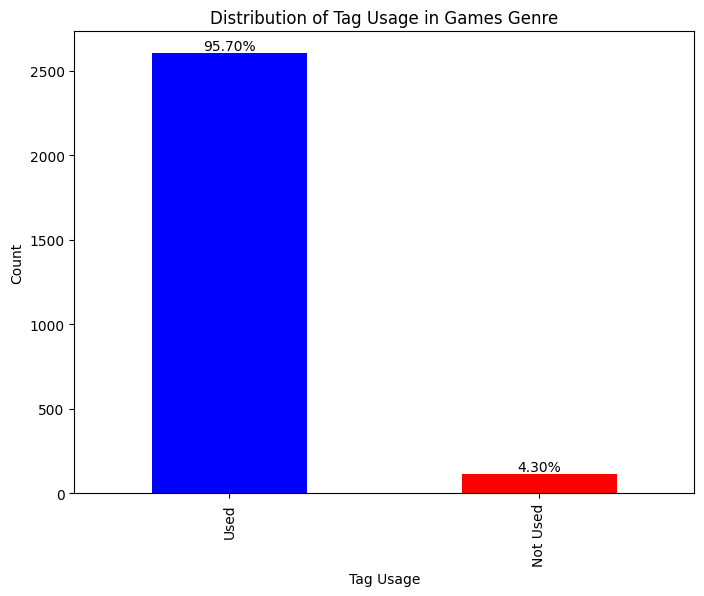 Distribution of Tag Usage in Games Genre
95.70%
2500
2000
1500
1000
500
0
4.30%
Count
Used
Not Used
Tag Usage